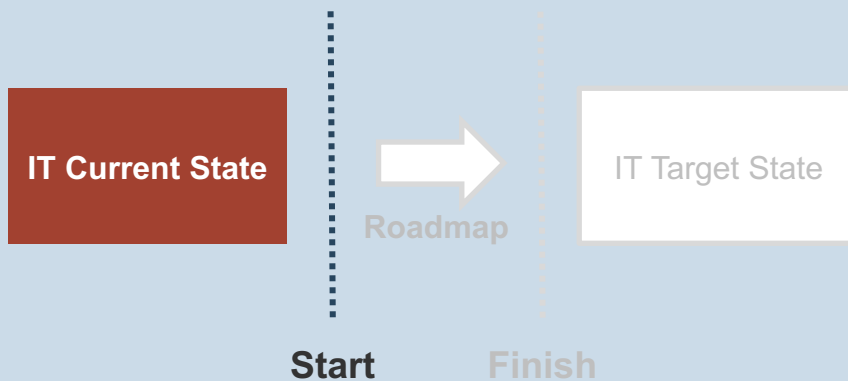 IT Current State
IT Target State
Roadmap
Start
Finish